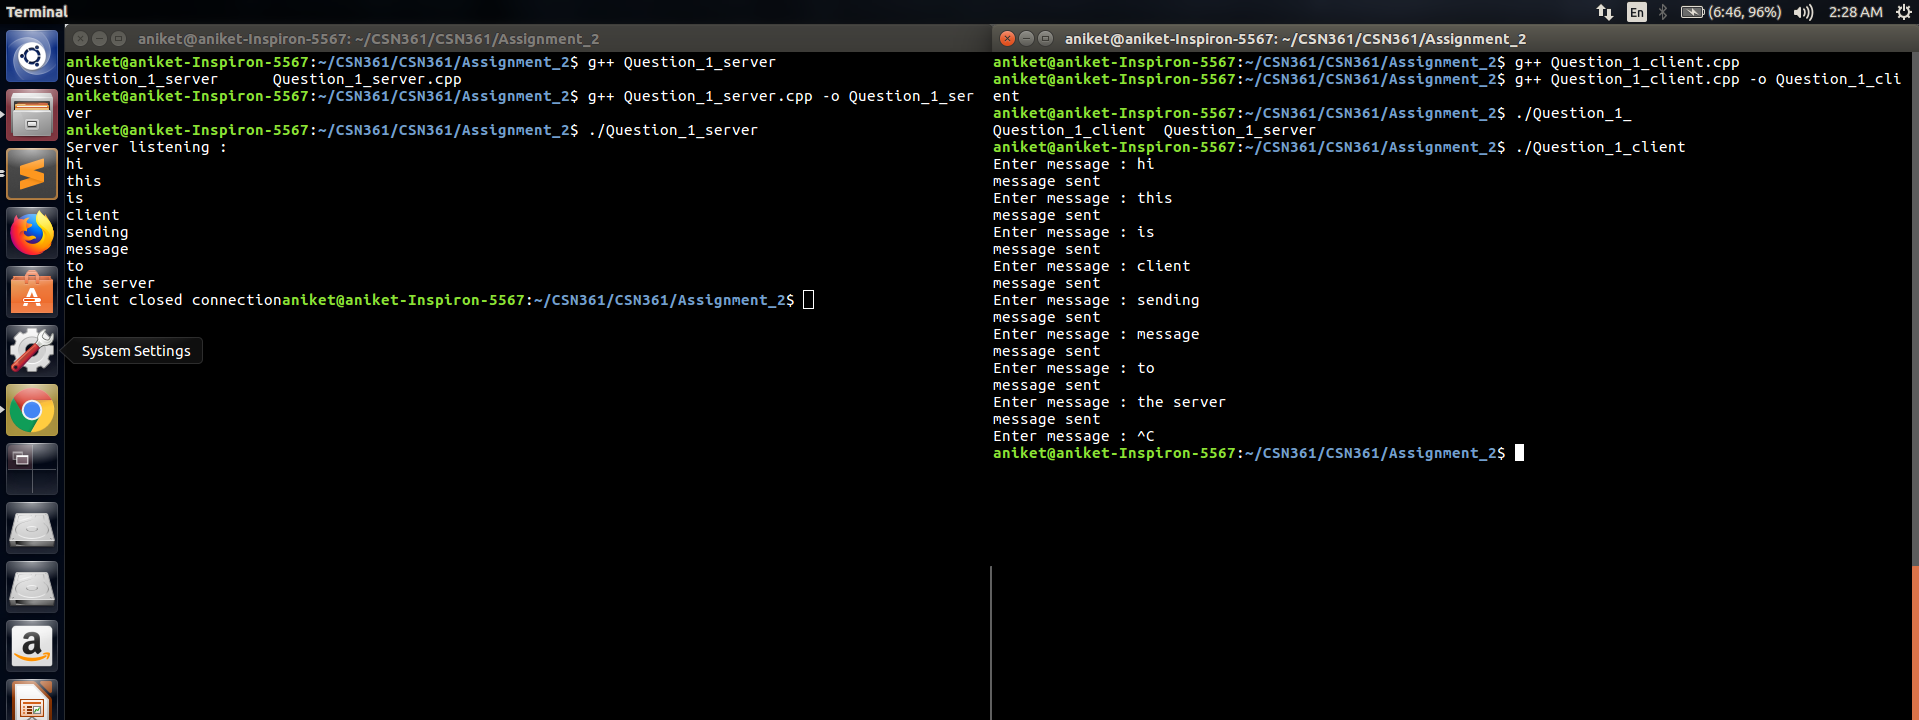 Terminal
En
(6:46, 96%)
2:28 AM
aniket@aniket-Inspiron-5567: ~/CSN361/CSN361/Assignment_2
aniket@aniket-Inspiron-5567:~/CSN361/CSN361/Assignment_2$ g++ Question_1_server
Question_1_server      Question_1_server.cpp
aniket@aniket-Inspiron-5567:~/CSN361/CSN361/Assignment_2$ g++ Question_1_server.cpp -o Question_1_ser
ver
aniket@aniket-Inspiron-5567:~/CSN361/CSN361/Assignment_2$ ./Question_1_server
Server listening :
hi
this
is
client
sending
message
to
the server
Client closed connectionaniket@aniket-Inspiron-5567:~/CSN361/CSN361/Assignment_2$
System Settings
aniket@aniket-Inspiron-5567: ~/CSN361/CSN361/Assignment_2
aniket@aniket-Inspiron-5567:~/CSN361/CSN361/Assignment_2$ g++ Question_1_client.cpp
aniket@aniket-Inspiron-5567:~/CSN361/CSN361/Assignment_2$ g++ Question_1_client.cpp -o Question_1_cli
ent
aniket@aniket-Inspiron-5567:~/CSN361/CSN361/Assignment_2$ ./Question_1_
Question_1_client  Question_1_server
aniket@aniket-Inspiron-5567:~/CSN361/CSN361/Assignment_2$ ./Question_1_client
Enter message : hi
message sent
Enter message : this
message sent
Enter message : is
message sent
Enter message : client
message sent
Enter message : sending
message sent
Enter message : message
message sent
Enter message : to
message sent
Enter message : the server
message sent
Enter message : ^C
aniket@aniket-Inspiron-5567:~/CSN361/CSN361/Assignment_2$